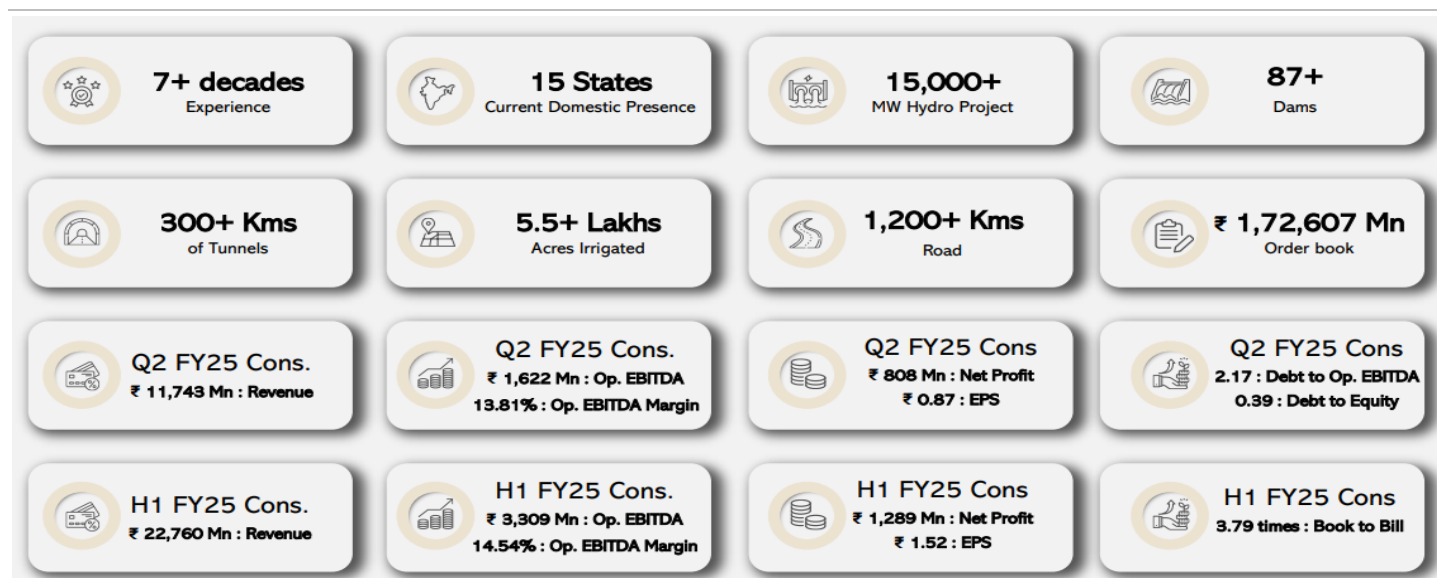 7+ decades
Experience
15 States
Current Domestic Presence
15,000+
MW Hydro Project
87+
Dams
300+ Kms
of Tunnels
5.5+ Lakhs
Acres Irrigated
1,200+ Kms
Road
₹ 1,72,607 Mn
Order book
Q2 FY25 Cons.
₹ 11,743 Mn : Revenue
Q2 FY25 Cons.
₹ 1,622 Mn : Op. EBITDA
13.81% : Op. EBITDA Margin
Q2 FY25 Cons
₹ 808 Mn : Net Profit
₹ 0.87 : EPS
Q2 FY25 Cons
2.17 : Debt to Op. EBITDA
0.39 : Debt to Equity
H1 FY25 Cons.
₹ 22,760 Mn : Revenue
H1 FY25 Cons.
₹ 3,309 Mn : Op. EBITDA
14.54% : Op. EBITDA Margin
H1 FY25 Cons
₹ 1,289 Mn : Net Profit
₹ 1.52 : EPS
H1 FY25 Cons
3.79 times : Book to Bill